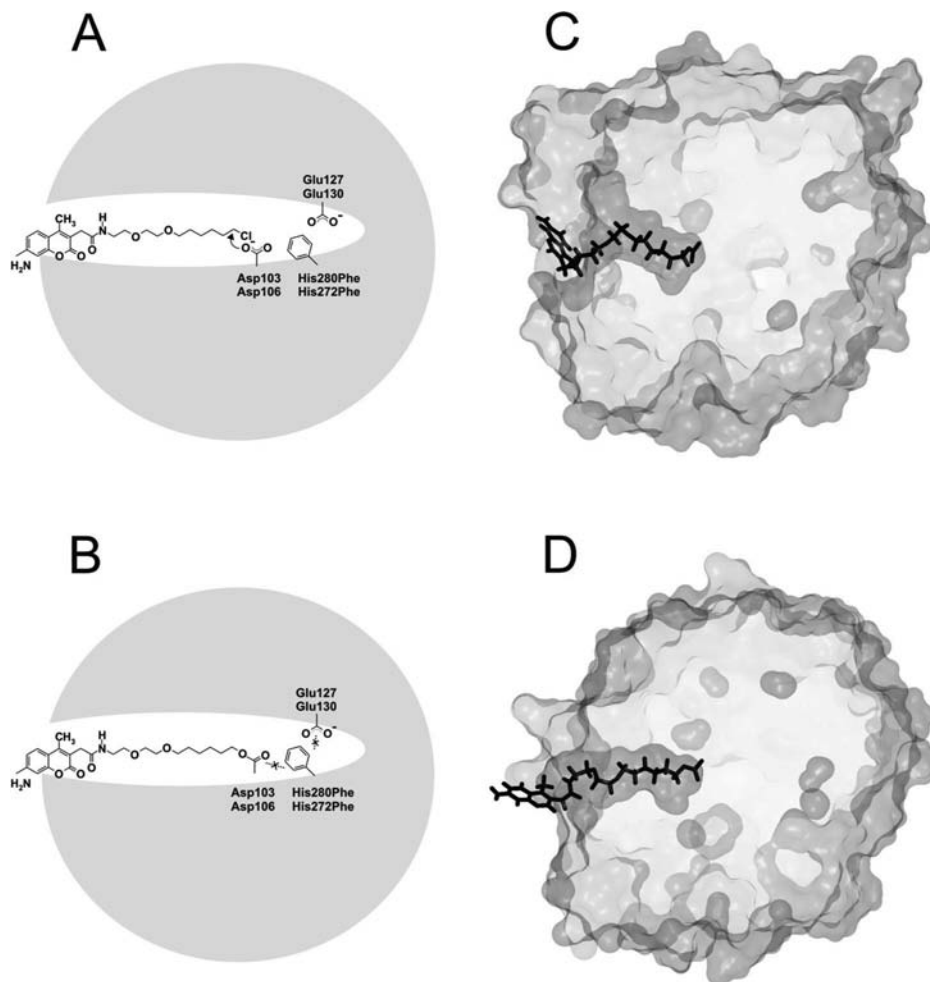 A
C
Glu127
Glu130
CH3
H
N
O
O
Cl
O
O
-
O
O
O
H2N
Asp103 His280Phe
Asp106 His272Phe
B
D
Glu127
Glu130
O
O
-
CH3
H
N
O
O
O
O
O
O
O
H2N
Asp103 His280Phe
Asp106 His272Phe